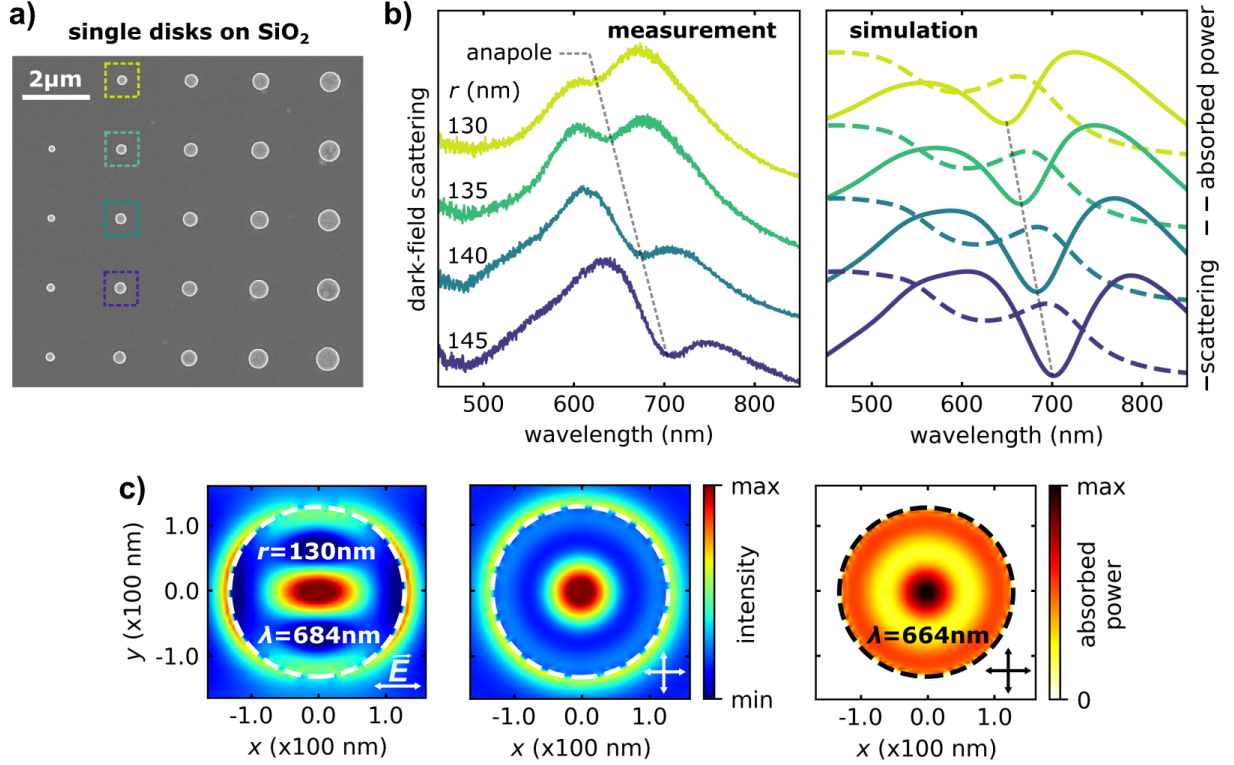 a)
single disks on SiO₂
2μm
b)
measurement
anapole
r (nm)
130
135
140
145
dark-field scattering
500 600 700 800
wavelength (nm)
simulation
500 600 700 800
wavelength (nm)
scattering
absorbed power
c)
r=130nm
λ=684nm
E
1.0
0.0
-1.0
y (x100 nm)
-1.0 0.0 1.0
x (x100 nm)
-1.0 0.0 1.0
x (x100 nm)
max
min
intensity
λ=664nm
-1.0 0.0 1.0
x (x100 nm)
max
0
absorbed
power